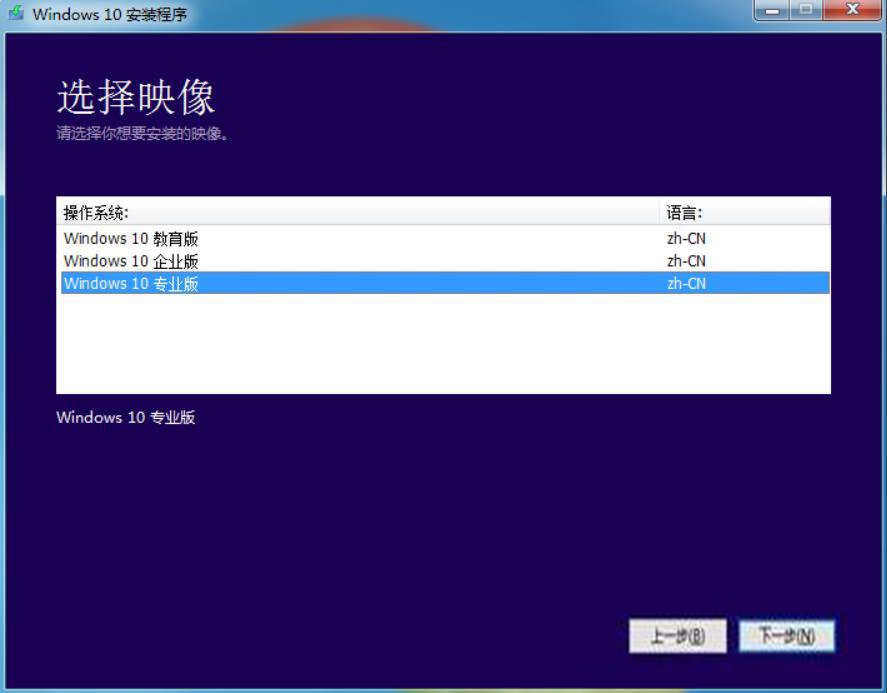 Windows 10 安装程序
选择映像
请选择你想要安装的映像。
操作系统: 语言:
Windows 10 教育版 zh-CN
Windows 10 企业版 zh-CN
Windows 10 专业版 zh-CN
Windows 10 专业版
上一步(B) 下一步(N)